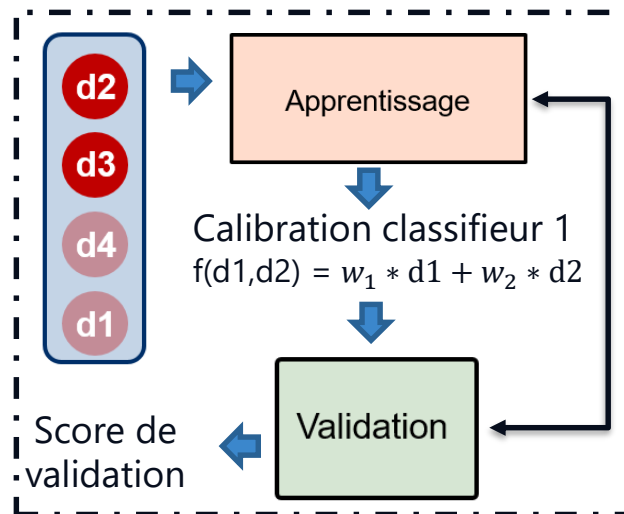 d2
d3
d4
d1
Apprentissage
Calibration classifieur 1
f(d1,d2) = w₁ * d1 + w₂ * d2
Validation
Score de
validation